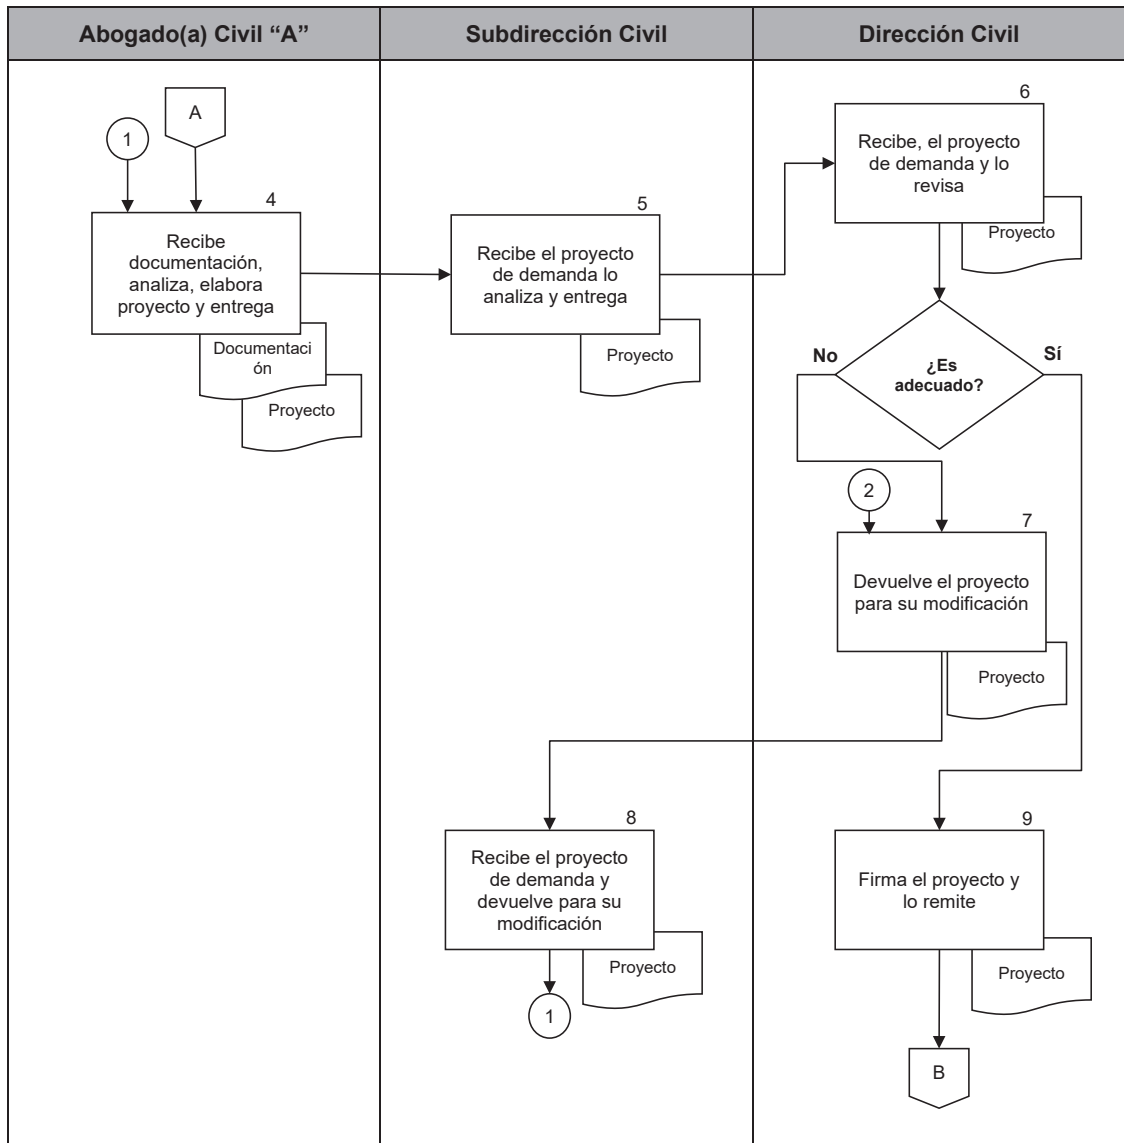 Abogado(a) Civil “A”
Subdirección Civil
Dirección Civil
A
1
4
Recibe
documentación,
analiza, elabora
proyecto y entrega
Documentaci
ón
Proyecto
5
Recibe el proyecto
de demanda lo
analiza y entrega
Proyecto
6
Recibe, el proyecto
de demanda y lo
revisa
Proyecto
No
¿Es
adecuado?
Sí
2
7
Devuelve el proyecto
para su modificación
Proyecto
8
Recibe el proyecto
de demanda y
devuelve para su
modificación
Proyecto
1
9
Firma el proyecto y
lo remite
Proyecto
B